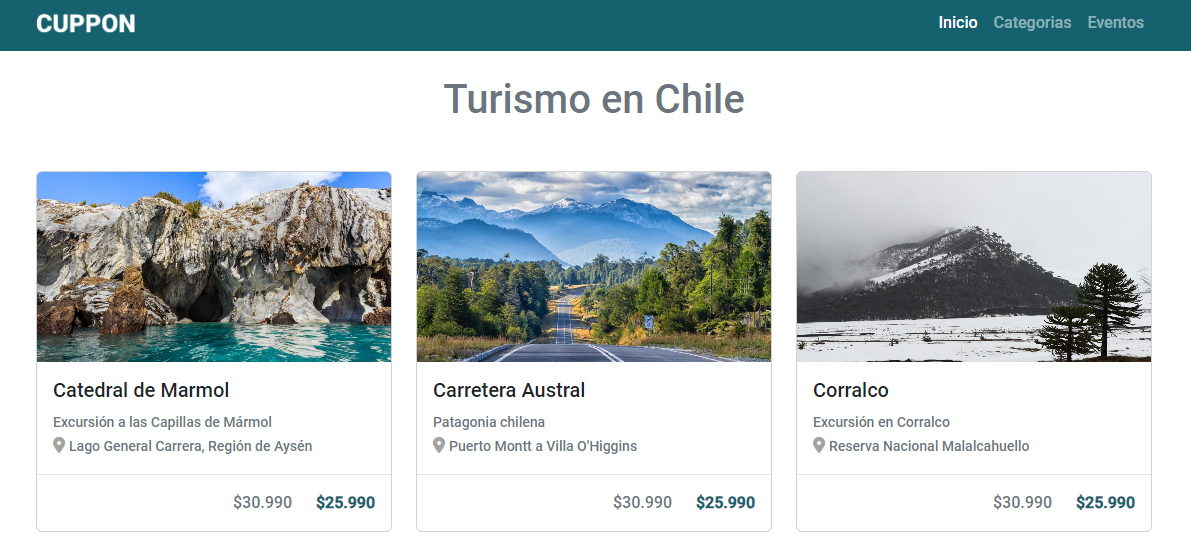 CUPPON
Inicio Categorias Eventos
Turismo en Chile
Catedral de Marmol
Excursión a las Capillas de Mármol
Lago General Carrera, Región de Aysén
$30.990 $25.990
Carretera Austral
Patagonia chilena
Puerto Montt a Villa O'Higgins
$30.990 $25.990
Corralco
Excursión en Corralco
Reserva Nacional Malalcahuello
$30.990 $25.990